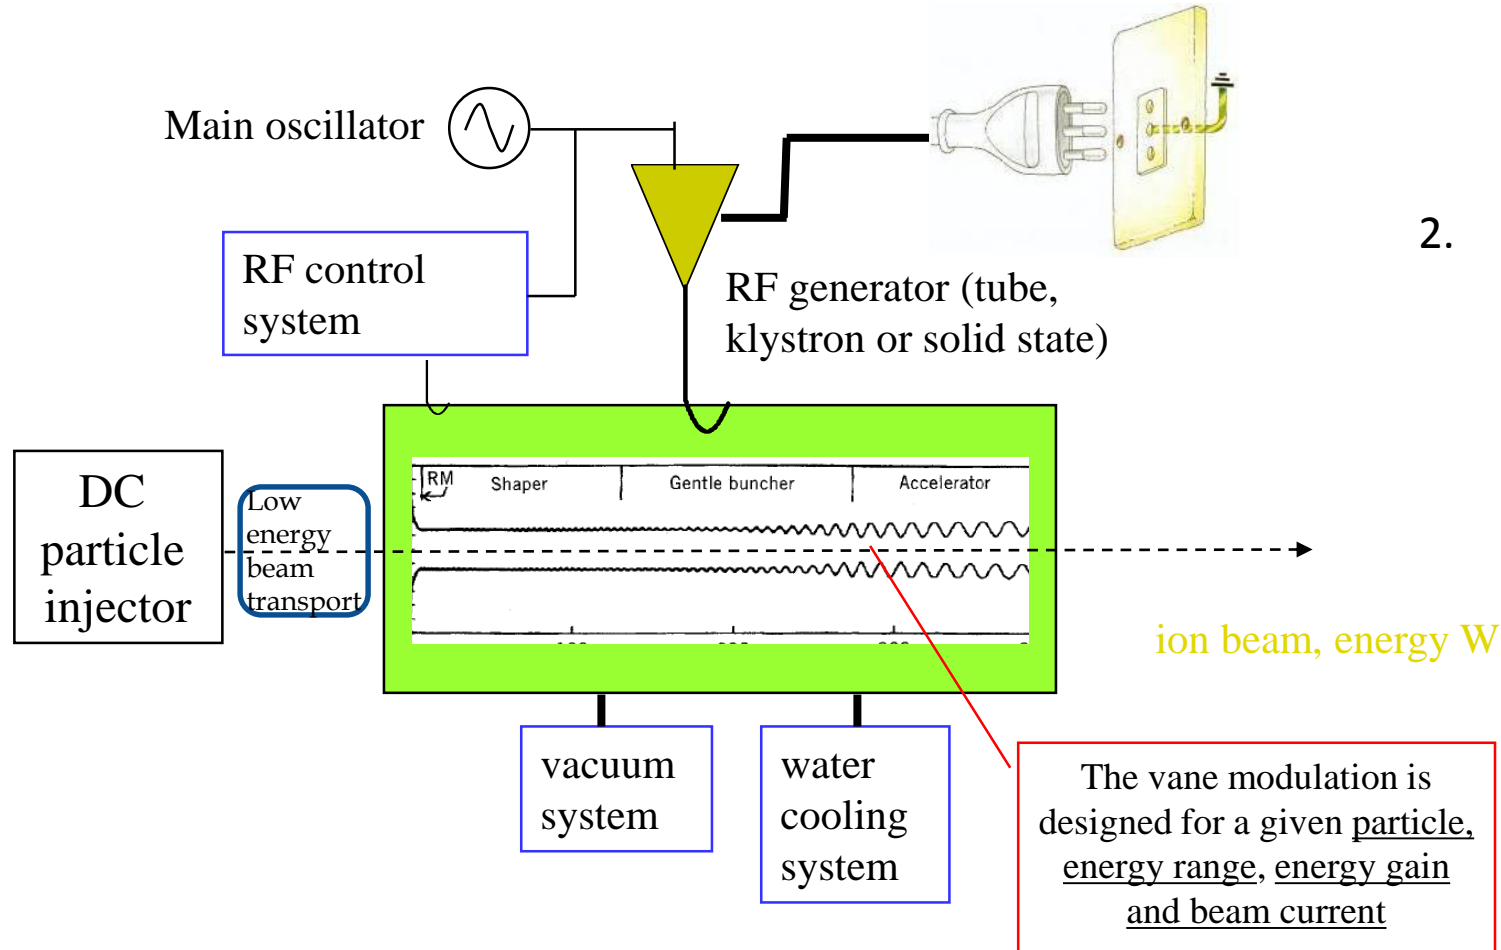 Main oscillator
2.
RF control
system
RF generator (tube,
klystron or solid state)
DC
particle
injector
Low
energy
beam
transport
RM
Shaper
Gentle buncher
Accelerator
ion beam, energy W
vacuum
system
water
cooling
system
The vane modulation is
designed for a given particle,
energy range, energy gain
and beam current